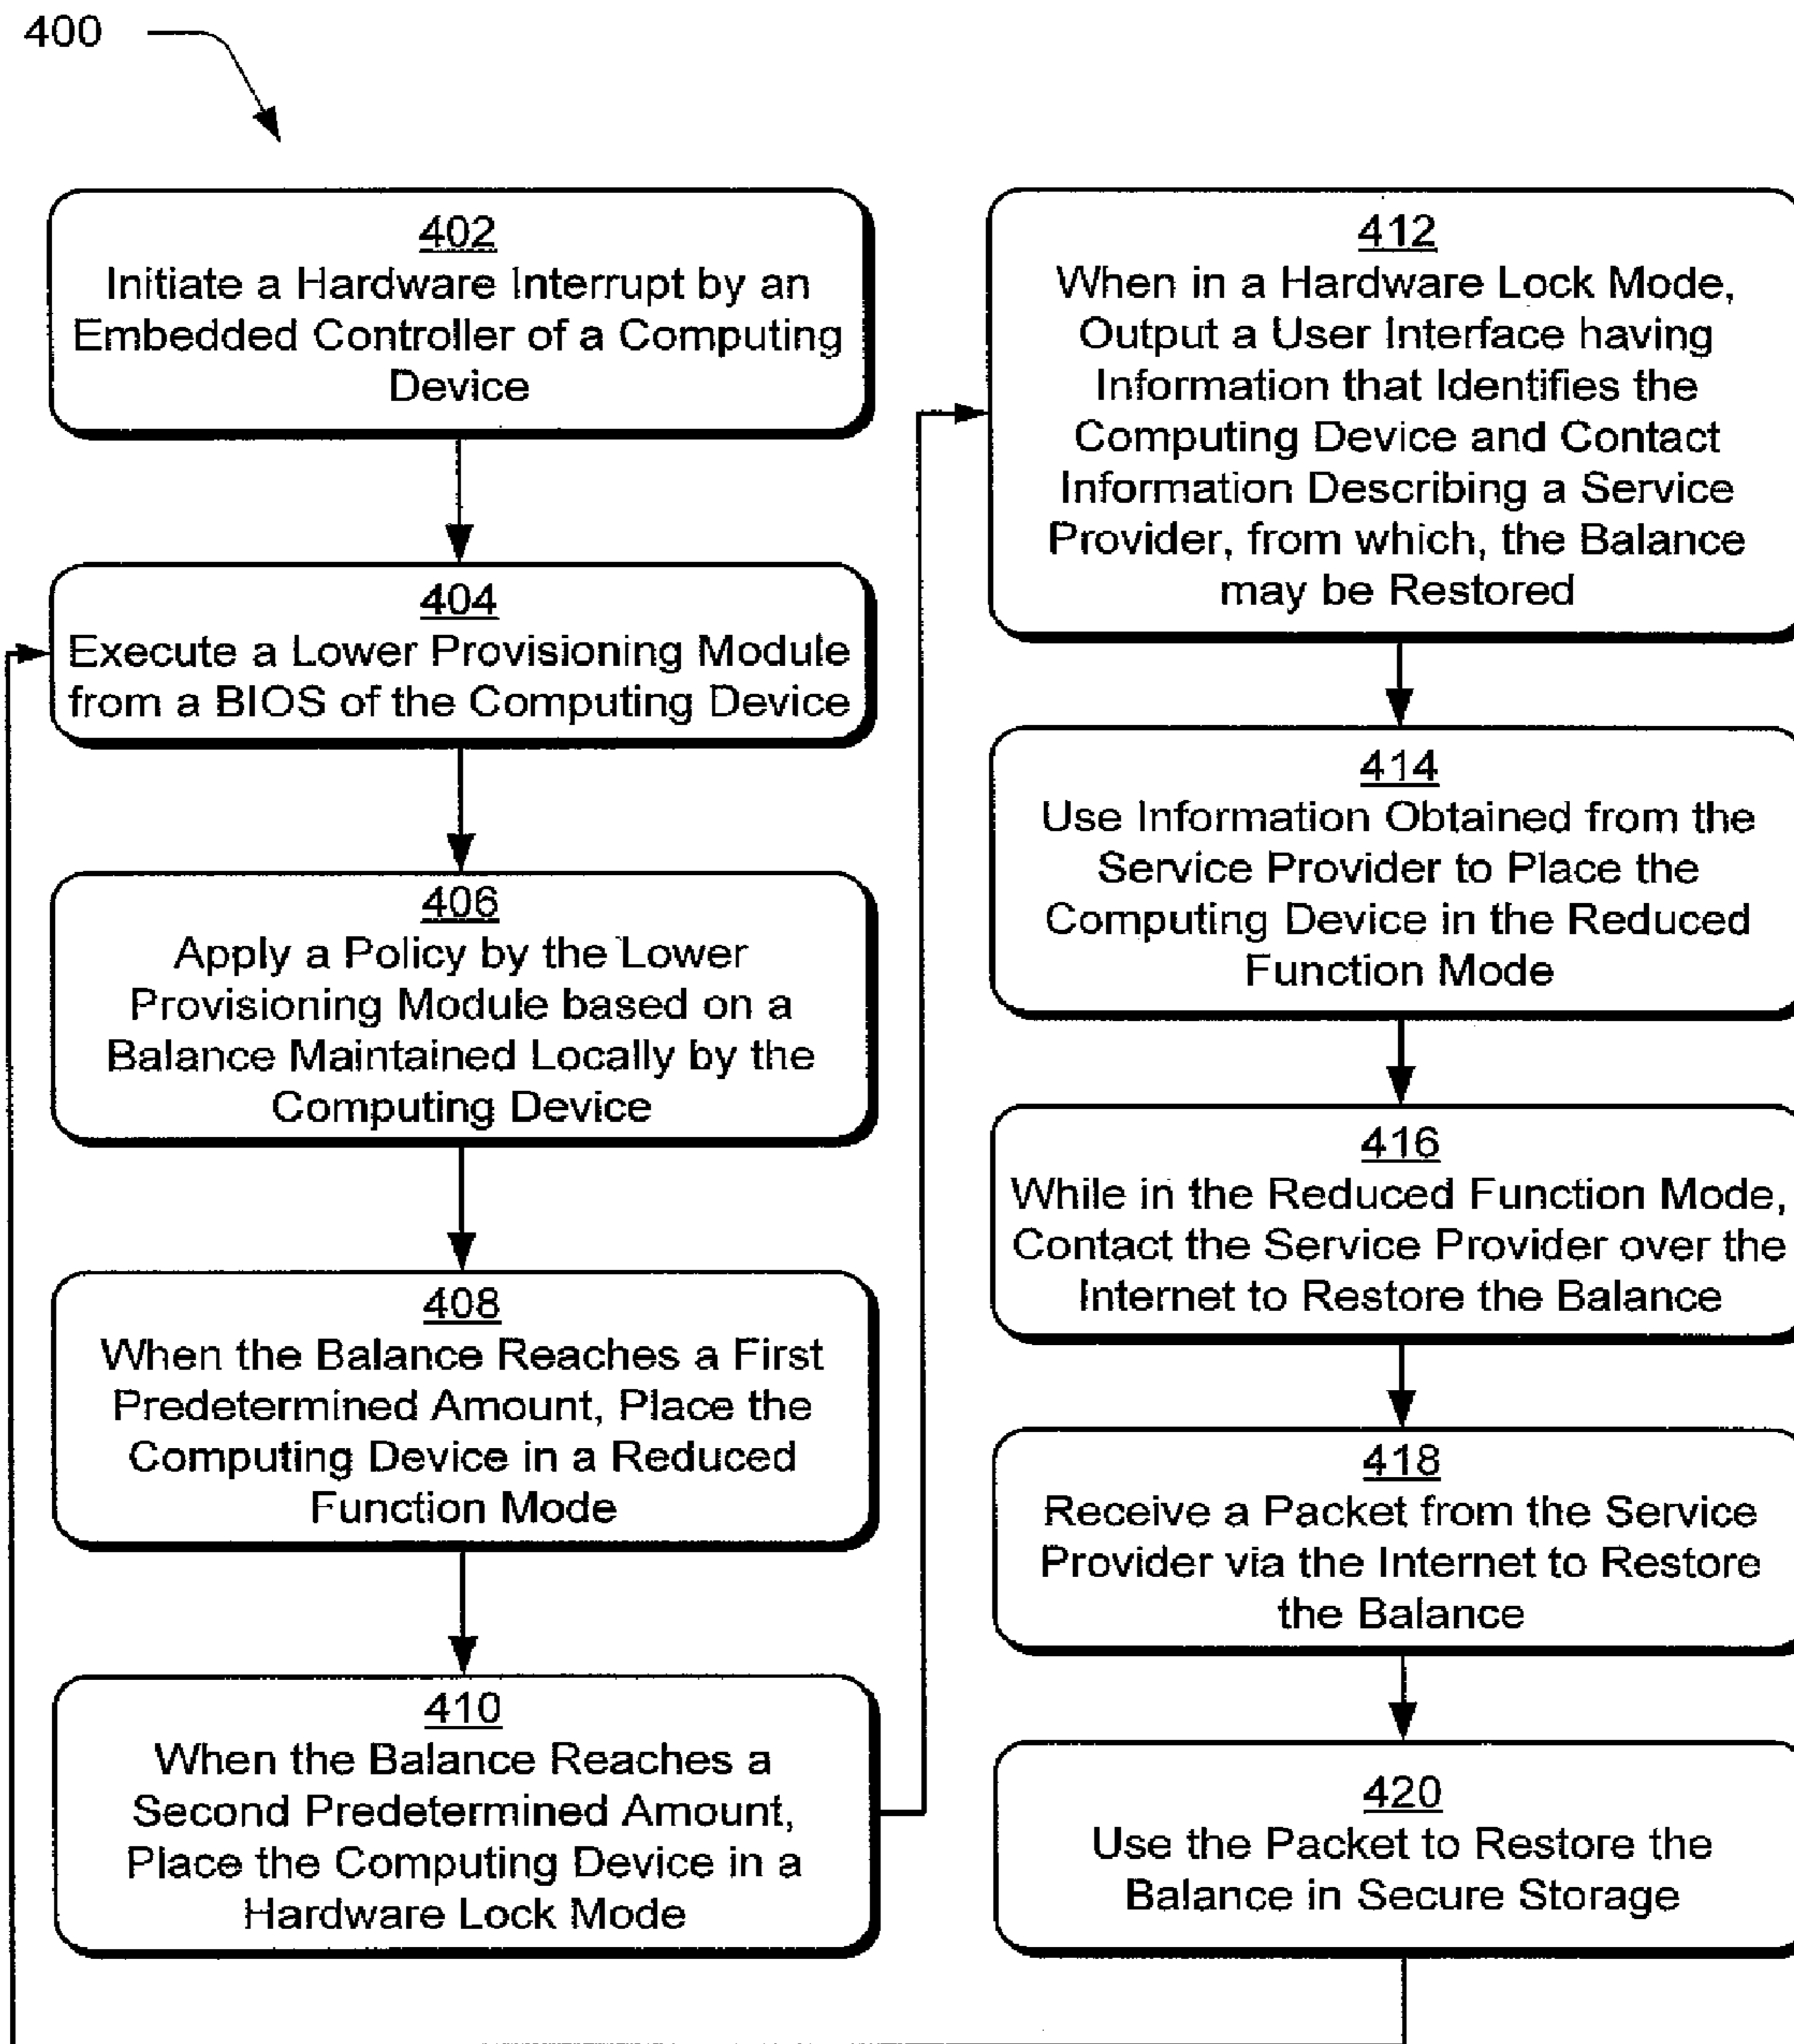 400
402
Initiate a Hardware Interrupt by an
Embedded Controller of a Computing
Device
404
Execute a Lower Provisioning Module
from a BIOS of the Computing Device
406
Apply a Policy by the Lower
Provisioning Module based on a
Balance Maintained Locally by the
Computing Device
408
When the Balance Reaches a First
Predetermined Amount, Place the
Computing Device in a Reduced
Function Mode
410
When the Balance Reaches a
Second Predetermined Amount,
Place the Computing Device in a
Hardware Lock Mode
412
When in a Hardware Lock Mode,
Output a User Interface having
Information that Identifies the
Computing Device and Contact
Information Describing a Service
Provider, from which, the Balance
may be Restored
414
Use Information Obtained from the
Service Provider to Place the
Computing Device in the Reduced
Function Mode
416
While in the Reduced Function Mode,
Contact the Service Provider over the
Internet to Restore the Balance
418
Receive a Packet from the Service
Provider via the Internet to Restore
the Balance
420
Use the Packet to Restore the
Balance in Secure Storage